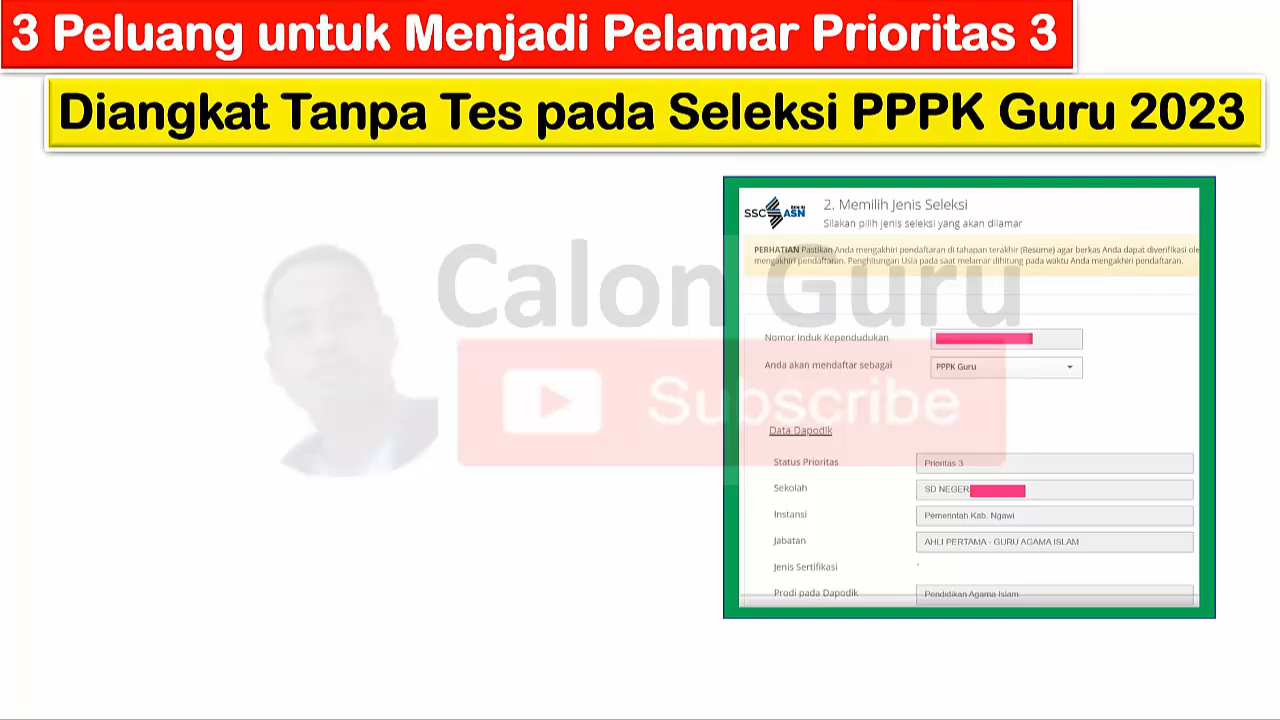 3 Peluang untuk Menjadi Pelamar Prioritas 3
Diangkat Tanpa Tes pada Seleksi PPPK Guru 2023
SSC ASN
2. Memilih Jenis Seleksi
Silakan pilih jenis seleksi yang akan dilamar
PERHATIAN Pastikan Anda mengakhiri pendaftaran di tahapan terakhir (Resume) agar berkas Anda dapat diverifikasi ole
mengakhiri pendaftaran. Penghitungan Usia pada saat melamar dihitung pada waktu Anda mengakhiri pendaftaran.
Calon Guru
Nomor Induk Kependudukan
Anda akan mendaftar sebagai PPPK Guru
Subscribe
Data Dapodik
Status Prioritas Prioritas 3
Sekolah SD NEGER
Instansi Pemerintah Kab. Ngawi
Jabatan AHLI PERTAMA - GURU AGAMA ISLAM
Jenis Sertifikasi -
Prodi pada Dapodik Pendidikan Agama Islam